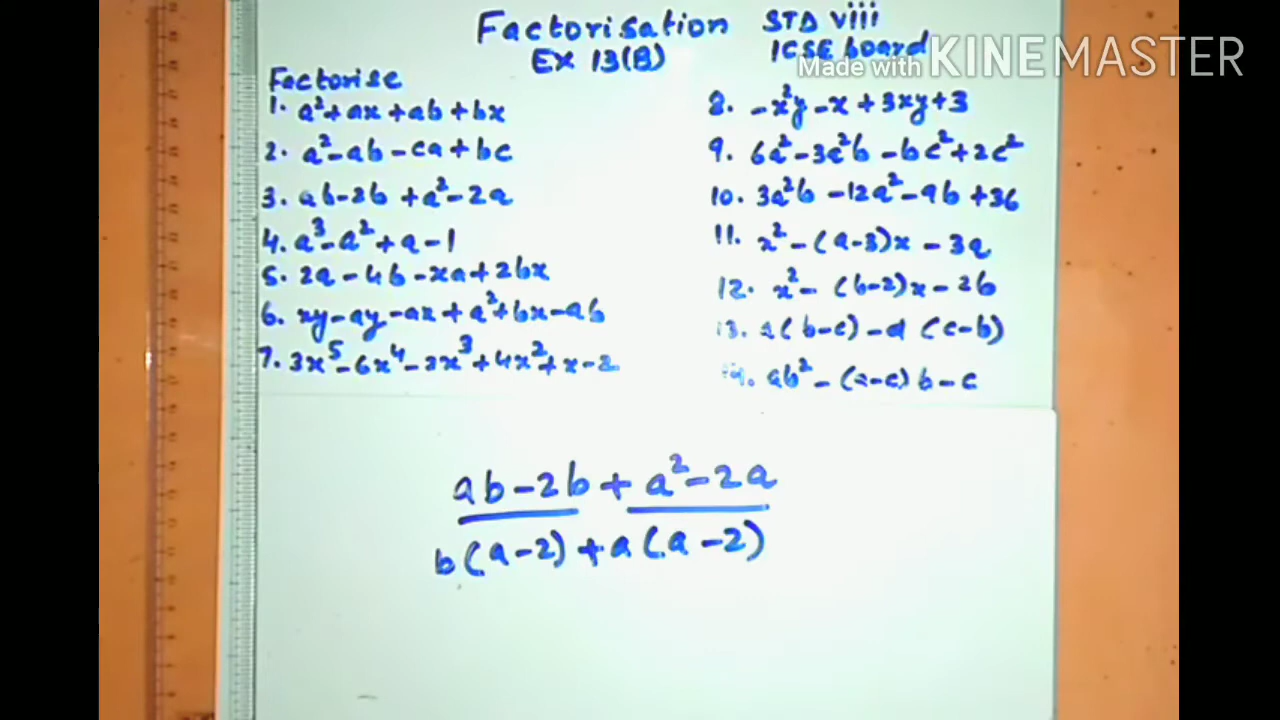 Factorisation STD viii
EX 13(B) ICSE board
Made with KINEMASTER
Factorise
1. a²+ax+ab+bx
2. a²-ab-ca+bc
3. ab-2b+a²-2a
4. a³-a²+a-1
5. 2a-4b-xa+2bx
6. xy-ay-ax+a²+bx-ab
7. 3x⁵-6x⁴-2x³+4x²+x-2
8. -x²y-x+3xy+3
9. 6a²-3a²b-bc²+2c²
10. 3a²b-12a²-9b+36
11. x²-(a-3)x-3a
12. x²-(b-2)x-2b
13. a(b-c)-d(c-b)
14. ab²-(a-c)b-c
ab-2b+a²-2a
b(a-2)+a(a-2)